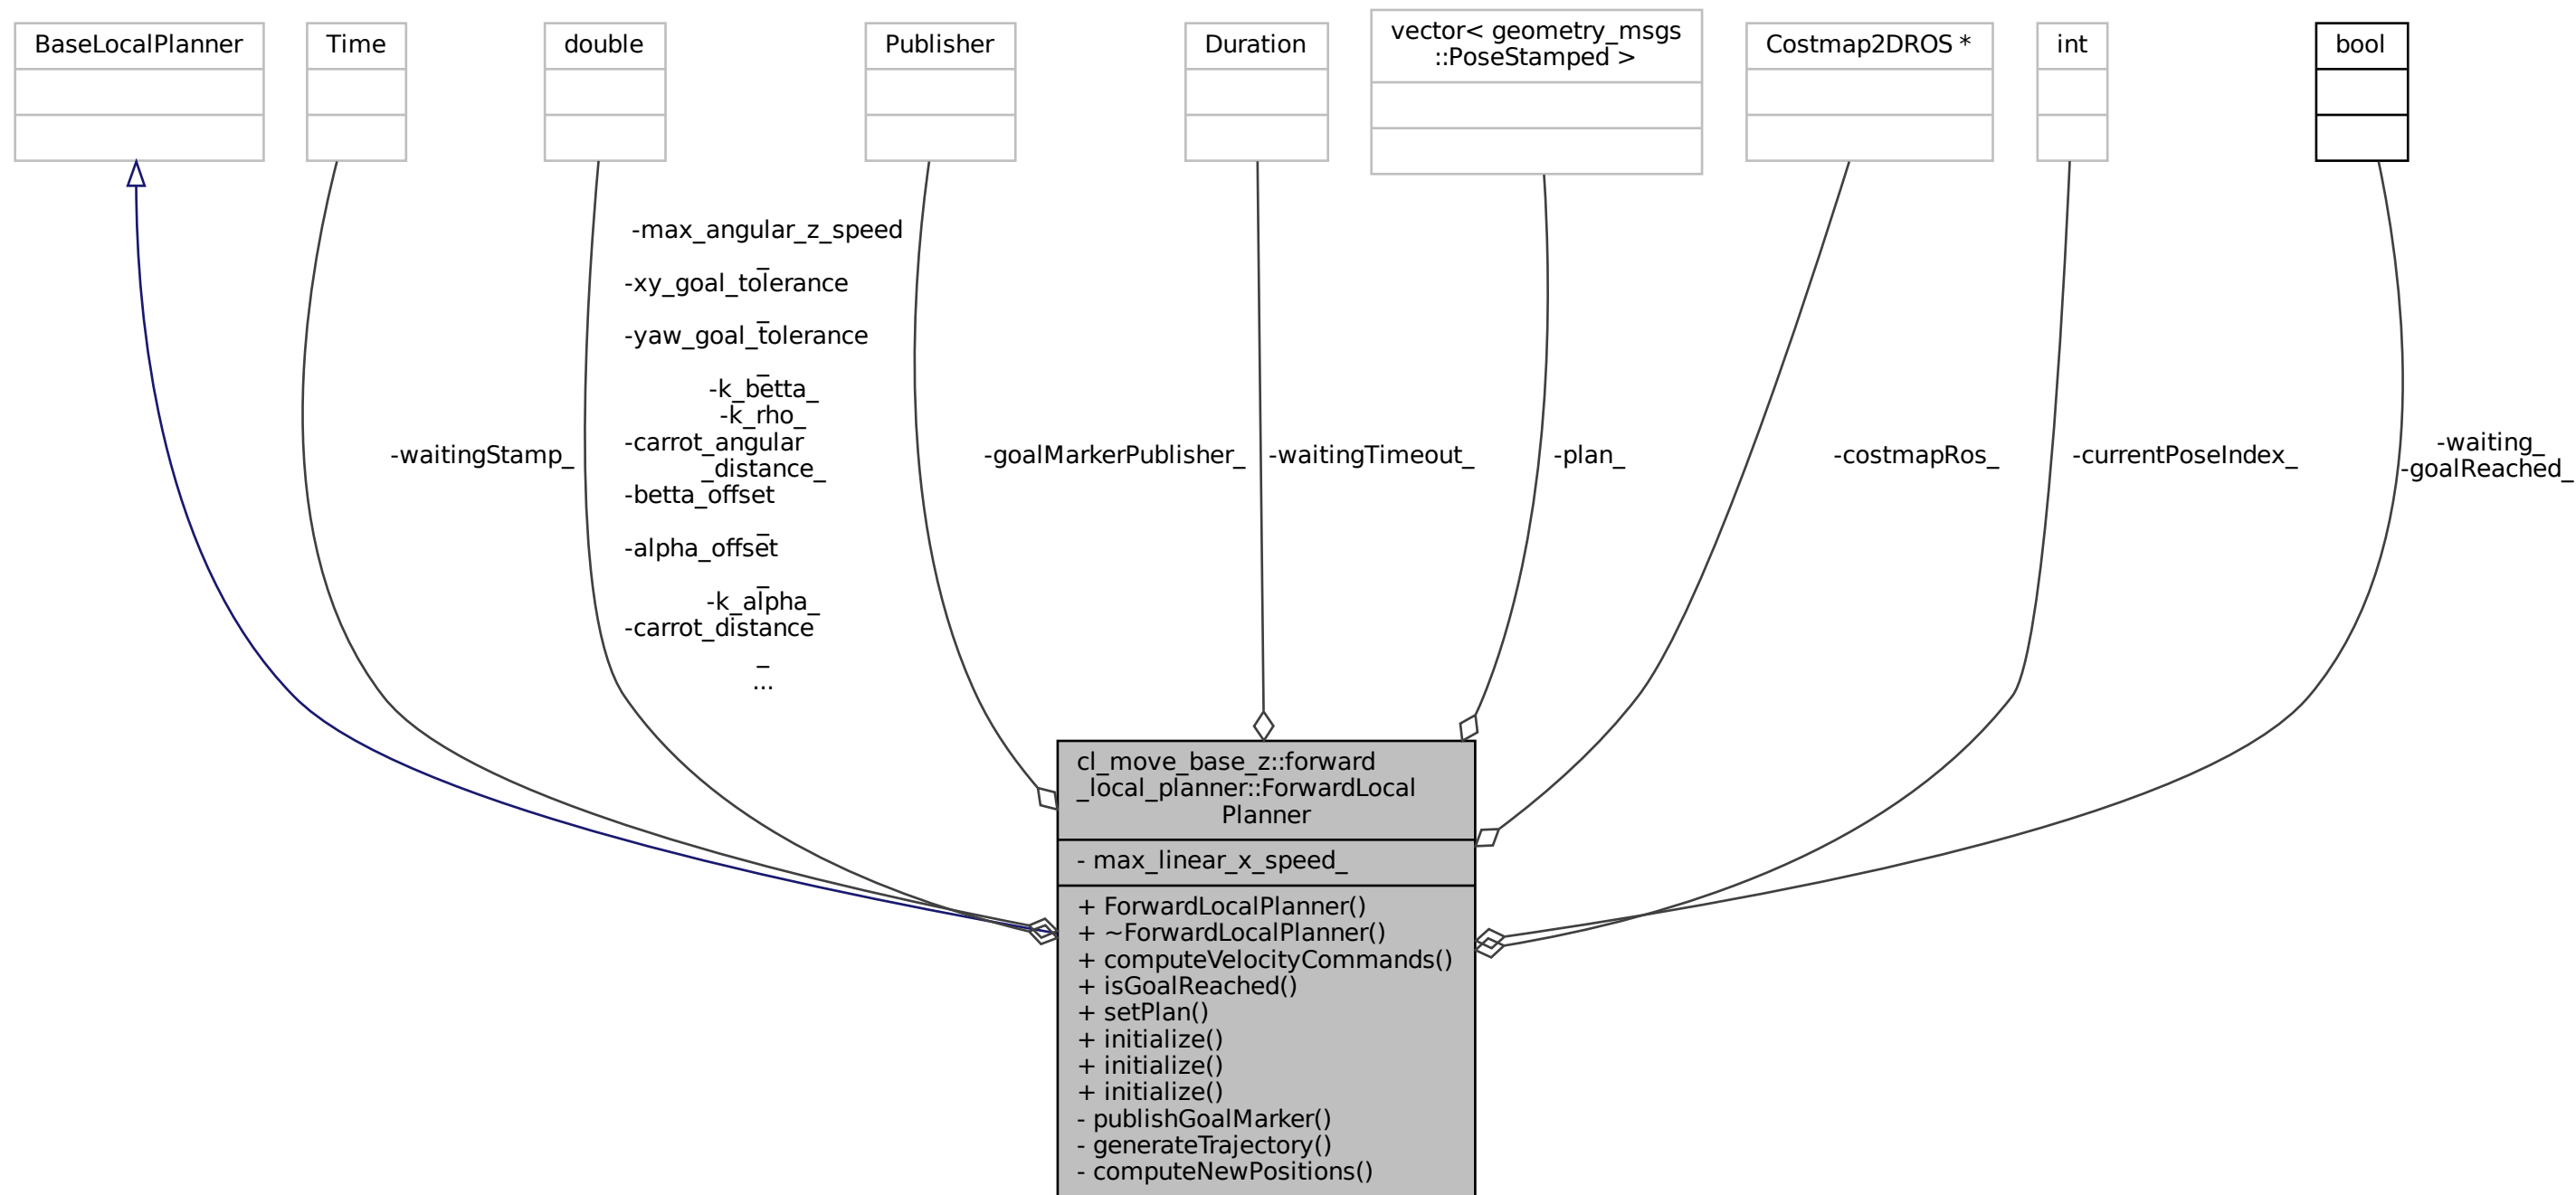 BaseLocalPlanner
Time
double
Publisher
Duration
vector< geometry_msgs
::PoseStamped >
Costmap2DROS *
int
bool
-max_angular_z_speed
_
-xy_goal_tolerance
_
-yaw_goal_tolerance
_
-k_betta_
-k_rho_
-carrot_angular
_distance_
-betta_offset
_
-alpha_offset
_
-k_alpha_
-carrot_distance
_
...
-waitingStamp_
-goalMarkerPublisher_
-waitingTimeout_
-plan_
-costmapRos_
-currentPoseIndex_
-waiting_
-goalReached_
cl_move_base_z::forward
_local_planner::ForwardLocal
Planner
- max_linear_x_speed_
+ ForwardLocalPlanner()
+ ~ForwardLocalPlanner()
+ computeVelocityCommands()
+ isGoalReached()
+ setPlan()
+ initialize()
+ initialize()
+ initialize()
- publishGoalMarker()
- generateTrajectory()
- computeNewPositions()